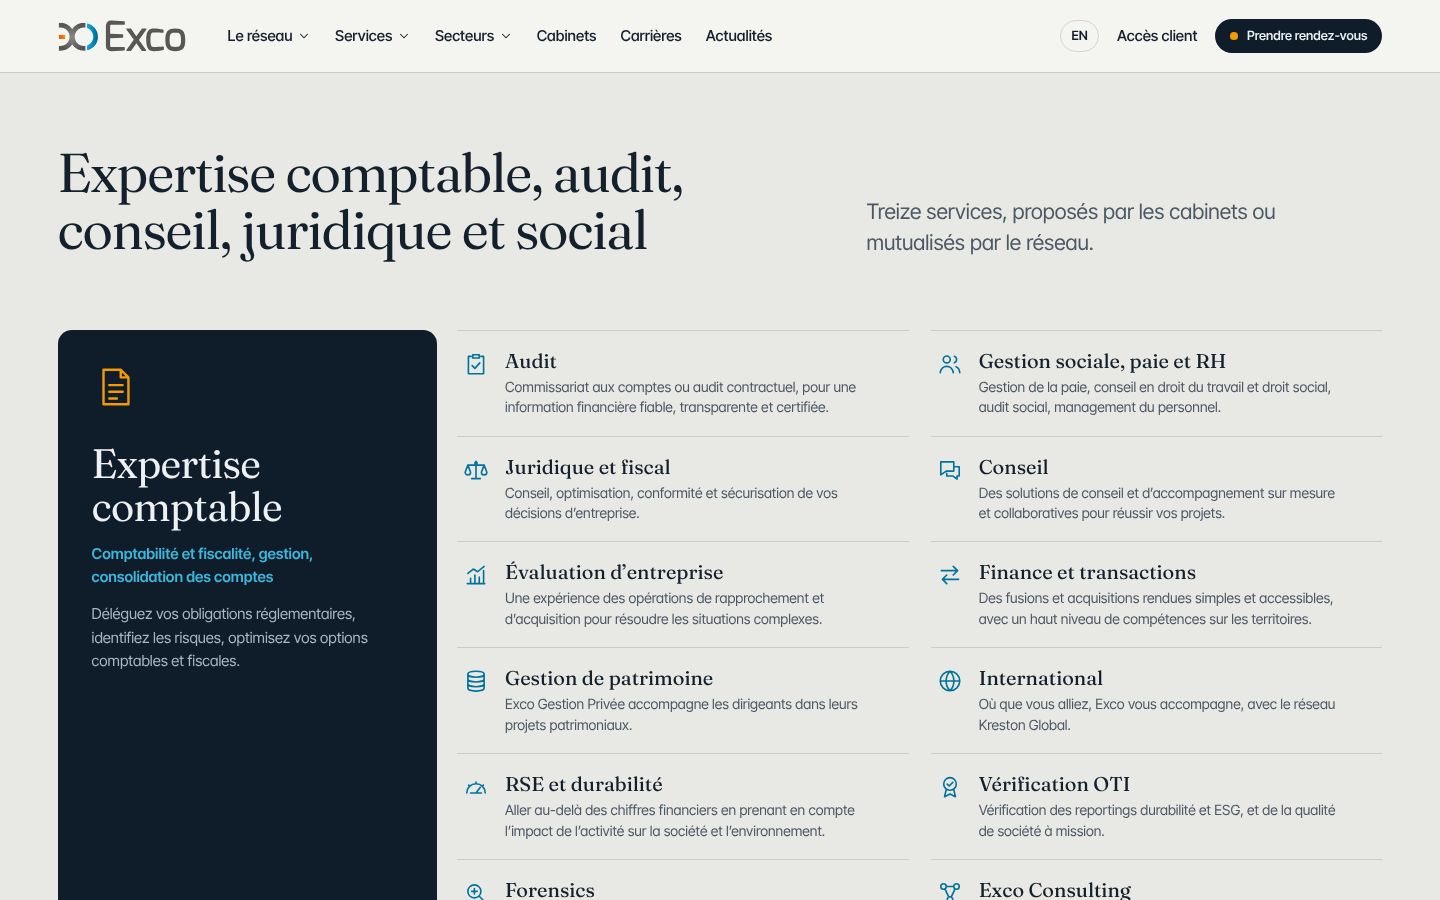 Exco
Le réseau
Services
Secteurs
Cabinets
Carrières
Actualités
EN
Accès client
Prendre rendez-vous
Expertise comptable, audit,
conseil, juridique et social
Treize services, proposés par les cabinets ou
mutualisés par le réseau.
Expertise
comptable
Comptabilité et fiscalité, gestion,
consolidation des comptes
Déléguez vos obligations réglementaires,
identifiez les risques, optimisez vos options
comptables et fiscales.
Audit
Commissariat aux comptes ou audit contractuel, pour une
information financière fiable, transparente et certifiée.
Gestion sociale, paie et RH
Gestion de la paie, conseil en droit du travail et droit social,
audit social, management du personnel.
Juridique et fiscal
Conseil, optimisation, conformité et sécurisation de vos
décisions d’entreprise.
Conseil
Des solutions de conseil et d’accompagnement sur mesure
et collaboratives pour réussir vos projets.
Évaluation d’entreprise
Une expérience des opérations de rapprochement et
d’acquisition pour résoudre les situations complexes.
Finance et transactions
Des fusions et acquisitions rendues simples et accessibles,
avec un haut niveau de compétences sur les territoires.
Gestion de patrimoine
Exco Gestion Privée accompagne les dirigeants dans leurs
projets patrimoniaux.
International
Où que vous alliez, Exco vous accompagne, avec le réseau
Kreston Global.
RSE et durabilité
Aller au-delà des chiffres financiers en prenant en compte
l’impact de l’activité sur la société et l’environnement.
Vérification OTI
Vérification des reportings durabilité et ESG, et de la qualité
de société à mission.
Forensics
Exco Consulting